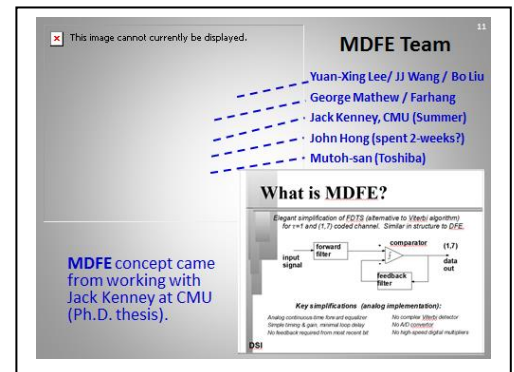 11
This image cannot currently be displayed.
MDFE Team
Yuan-Xing Lee/ JJ Wang / Bo Liu
George Mathew / Farhang
Jack Kenney, CMU (Summer)
John Hong (spent 2-weeks?)
Mutoh-san (Toshiba)
MDFE concept came
from working with
Jack Kenney at CMU
(Ph.D. thesis).
What is MDFE?
Elegant simplification of FDTS (alternative to Viterbi algorithm)
for τ=1 and (1,7) coded channel. Similar in structure to DFE.
input
signal
forward
filter
comparator
(1,7)
data
out
feedback
filter
Key simplifications (analog implementation):
Analog continuous-time forward equalizer
Simple timing & gain, minimal loop delay
No feedback required from most recent bit
No complex Viterbi detector
No A/D convertor
No high-speed digital multipliers
DSI